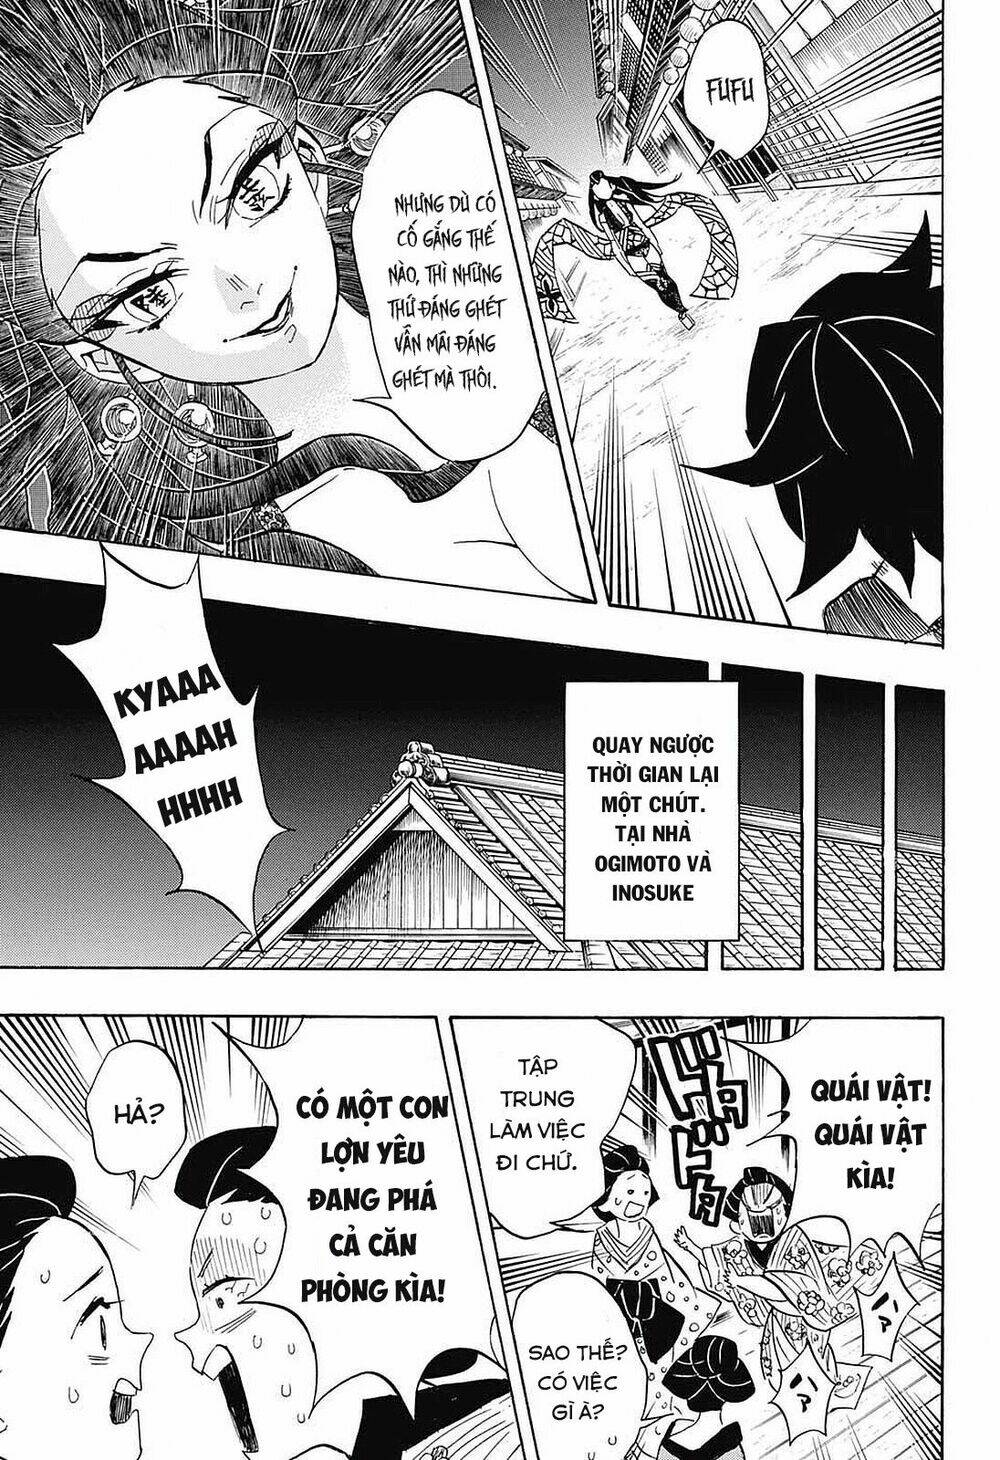 FUFU
NHƯNG DÙ CÓ
CỐ GẮNG THẾ
NÀO, THÌ NHỮNG
THỨ ĐÁNG GHÉT
VẪN MÃI ĐÁNG
GHÉT MÀ THÔI.
KYAAA
AAAAH
HHHH
QUAY NGƯỢC
THỜI GIAN LẠI
MỘT CHÚT.
TẠI NHÀ
OGIMOTO VÀ
INOSUKE
QUÁI VẬT!
QUÁI VẬT
KÌA!
TẬP
TRUNG
LÀM VIỆC
ĐI CHỨ.
SAO THẾ?
CÓ VIỆC
GÌ À?
CÓ MỘT CON
LỢN YÊU
ĐANG PHÁ
CẢ CĂN
PHÒNG KÌA!
HẢ?